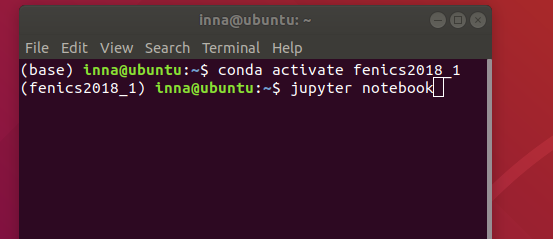 inna@ubuntu: ~
File Edit View Search Terminal Help
(base) inna@ubuntu:~$ conda activate fenics2018_1
(fenics2018_1) inna@ubuntu:~$ jupyter notebook